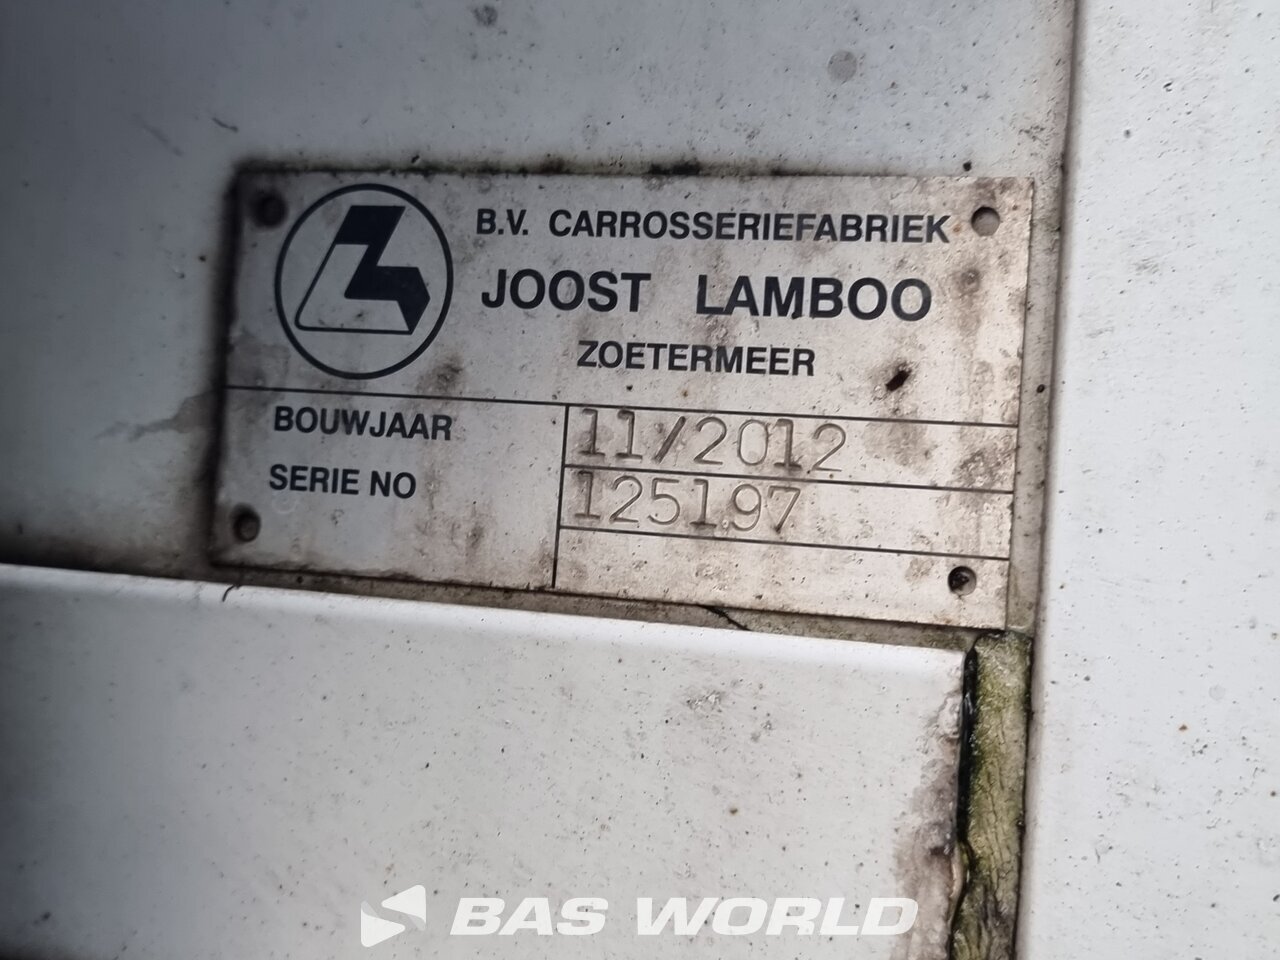 B.V. CARROSSERIEFABRIEK
JOOST LAMBOO
ZOETERMEER
BOUWJAAR 11/2012
SERIE NO 125197
BAS WORLD